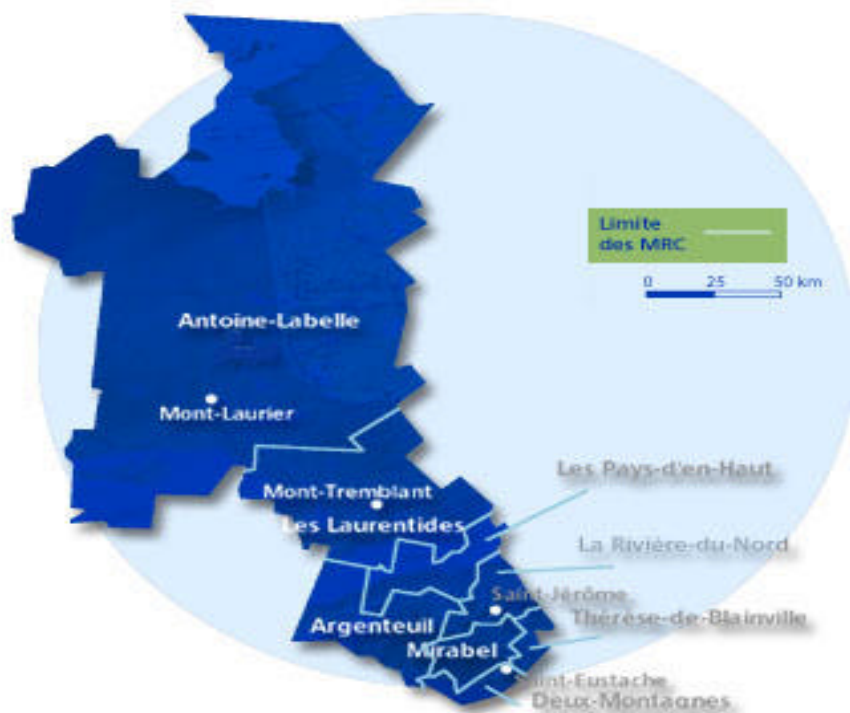 Limite
des MRC
0 25 50 km
Antoine-Labelle
Mont-Laurier
Les Pays-d'en-Haut
Mont-Tremblant
Les Laurentides
La Rivière-du-Nord
Saint-Jérôme
Thérèse-de-Blainville
Argenteuil
Mirabel
Saint-Eustache
Deux-Montagnes